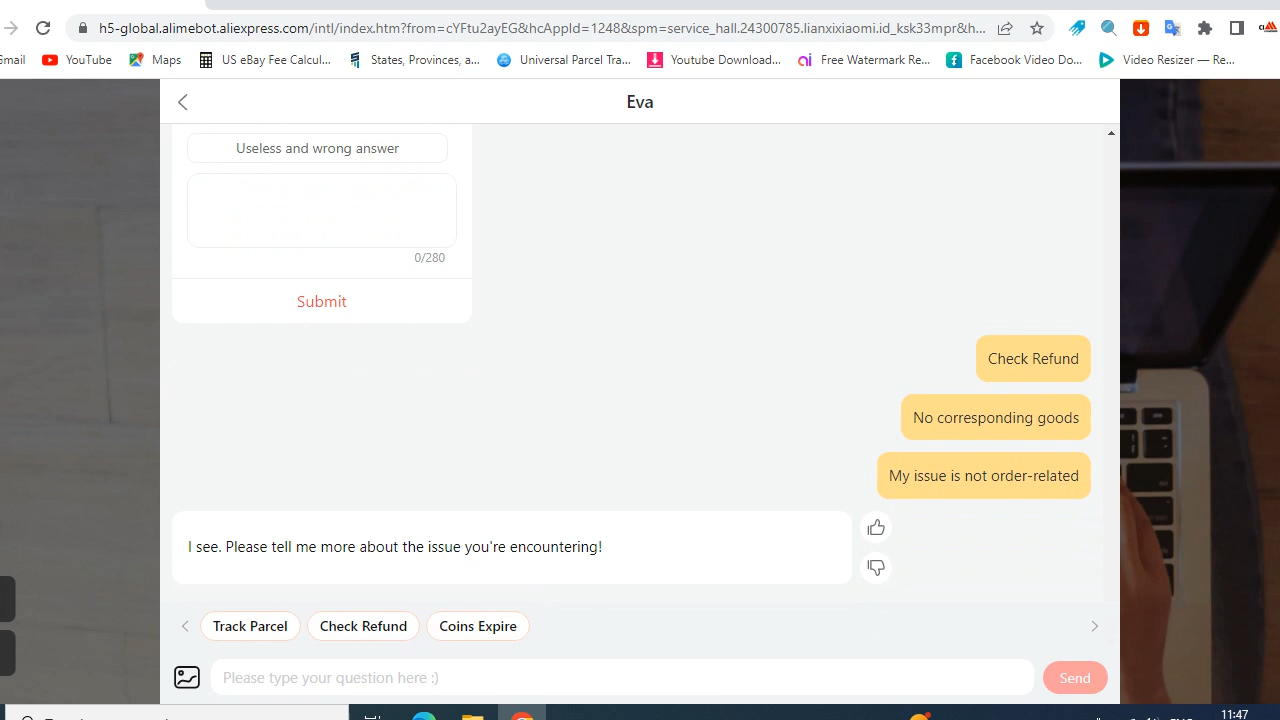 h5-global.alimebot.aliexpress.com/intl/index.htm?from=cYFtu2ayEG&hcAppId=1248&spm=service_hall.24300785.lianxixiaomi.id_ksk33mpr&h...
Gmail YouTube Maps US eBay Fee Calcul... States, Provinces, a... Universal Parcel Tra... Youtube Download... Free Watermark Re... Facebook Video Do... Video Resizer — Re...
Eva
Useless and wrong answer
0/280
Submit
Check Refund
No corresponding goods
My issue is not order-related
I see. Please tell me more about the issue you're encountering!
Track Parcel Check Refund Coins Expire
Please type your question here :)
Send
11:47